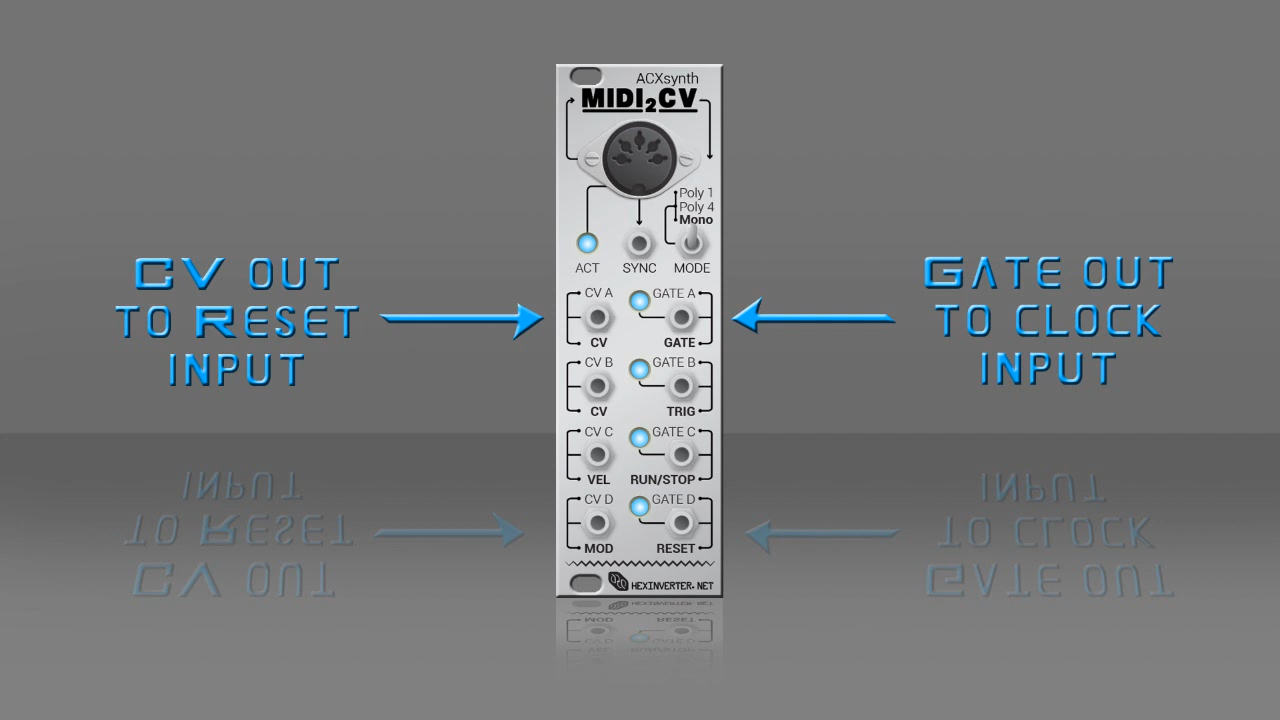 ACXsynth
MIDI2CV
Poly 1
Poly 4
Mono
ACT SYNC MODE
CV OUT
TO RESET
INPUT
GATE OUT
TO CLOCK
INPUT
CV A GATE A
CV GATE
CV B GATE B
CV TRIG
CV C GATE C
VEL RUN/STOP
CV D GATE D
MOD RESET
HEXINVERTER.NET